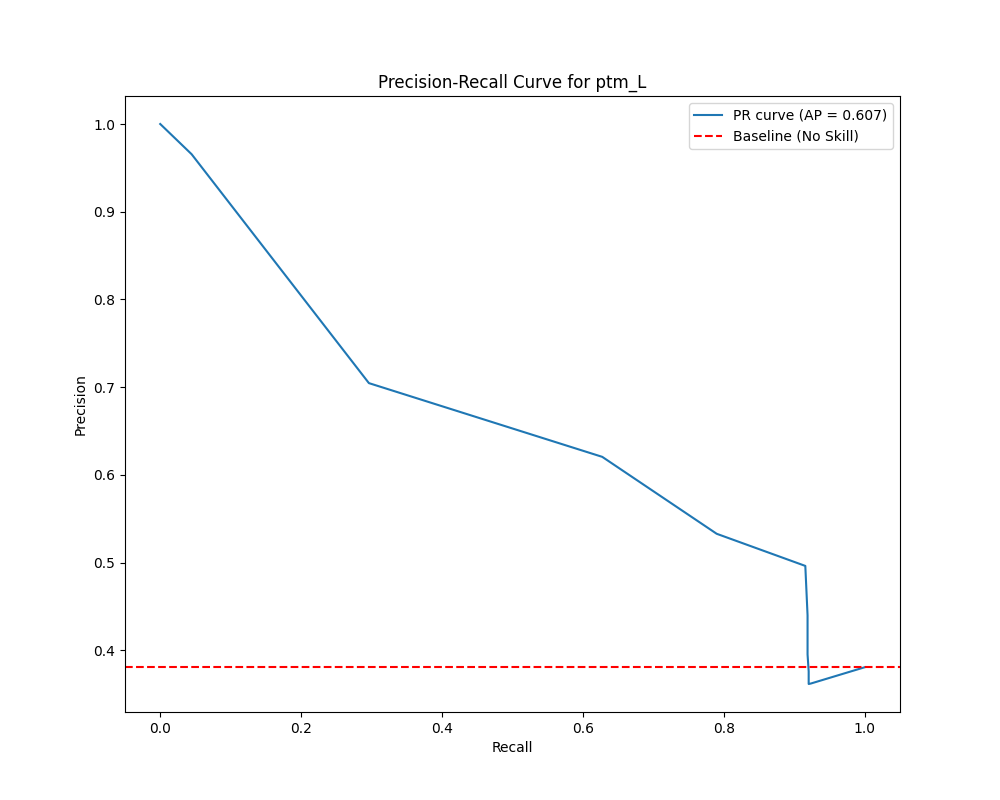 Precision-Recall Curve for ptm_L
PR curve (AP = 0.607)
Baseline (No Skill)
Precision
1.0
0.9
0.8
0.7
0.6
0.5
0.4
0.0
0.2
0.4
0.6
0.8
1.0
Recall